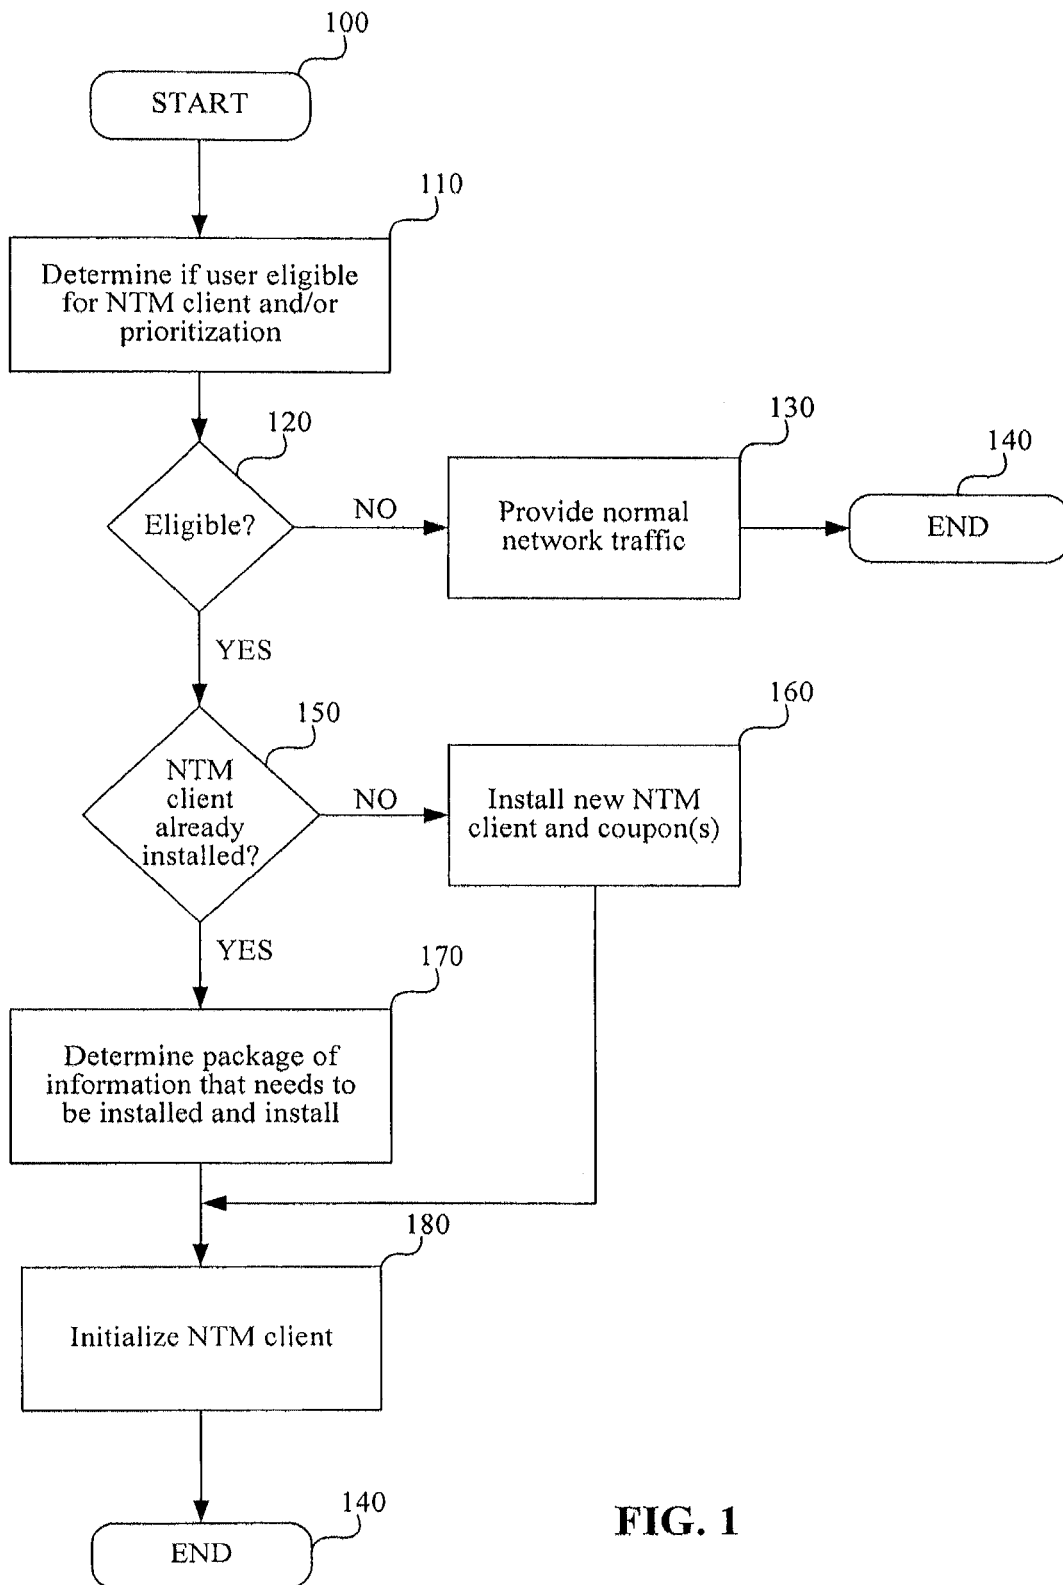 100
START
110
Determine if user eligible
for NTM client and/or
prioritization
120
Eligible?
NO
130
Provide normal
network traffic
140
END
YES
150
NTM
client
already
installed?
NO
160
Install new NTM
client and coupon(s)
YES
170
Determine package of
information that needs to
be installed and install
180
Initialize NTM client
140
END
FIG. 1